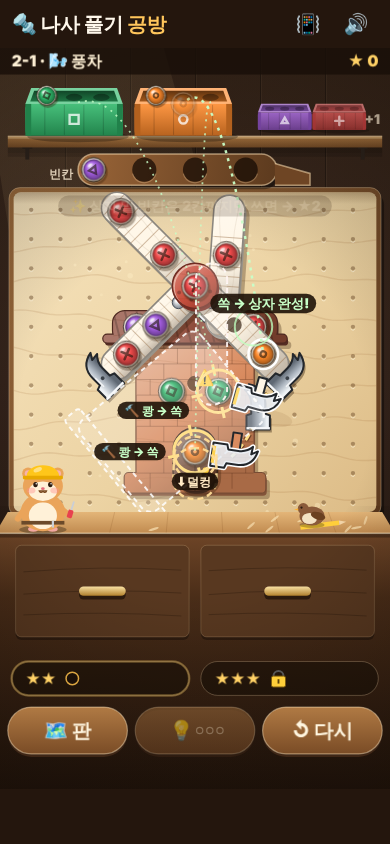 나사 풀기 공방
2-1 · 풍차
★ 0
+1
빈칸
쏙 → 상자 완성!
쾅 → 쏙
쾅 → 쏙
⬇덜컹
★★
★★★
판
다시